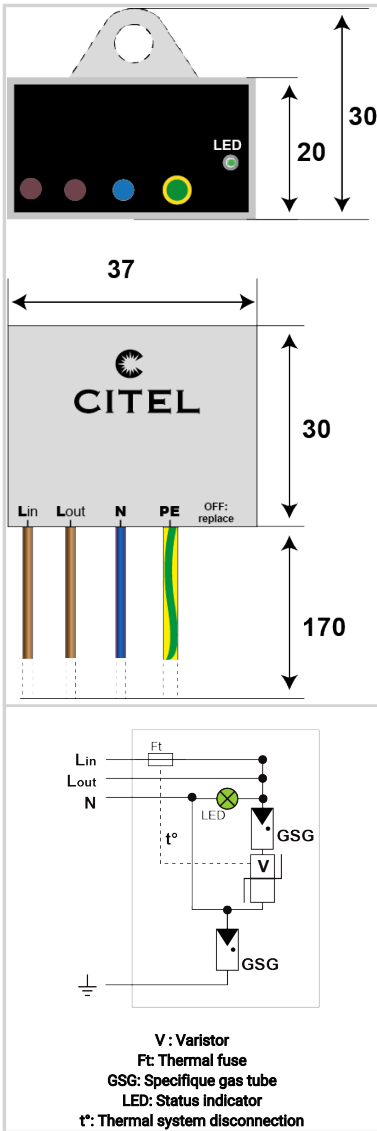 LED
20
30
37
CITEL
30
Lin Lout N PE OFF:
replace
170
Ft
Lin
Lout
N
LED
GSG
t°
V
GSG
V : Varistor
Ft: Thermal fuse
GSG: Specifique gas tube
LED: Status indicator
t°: Thermal system disconnection